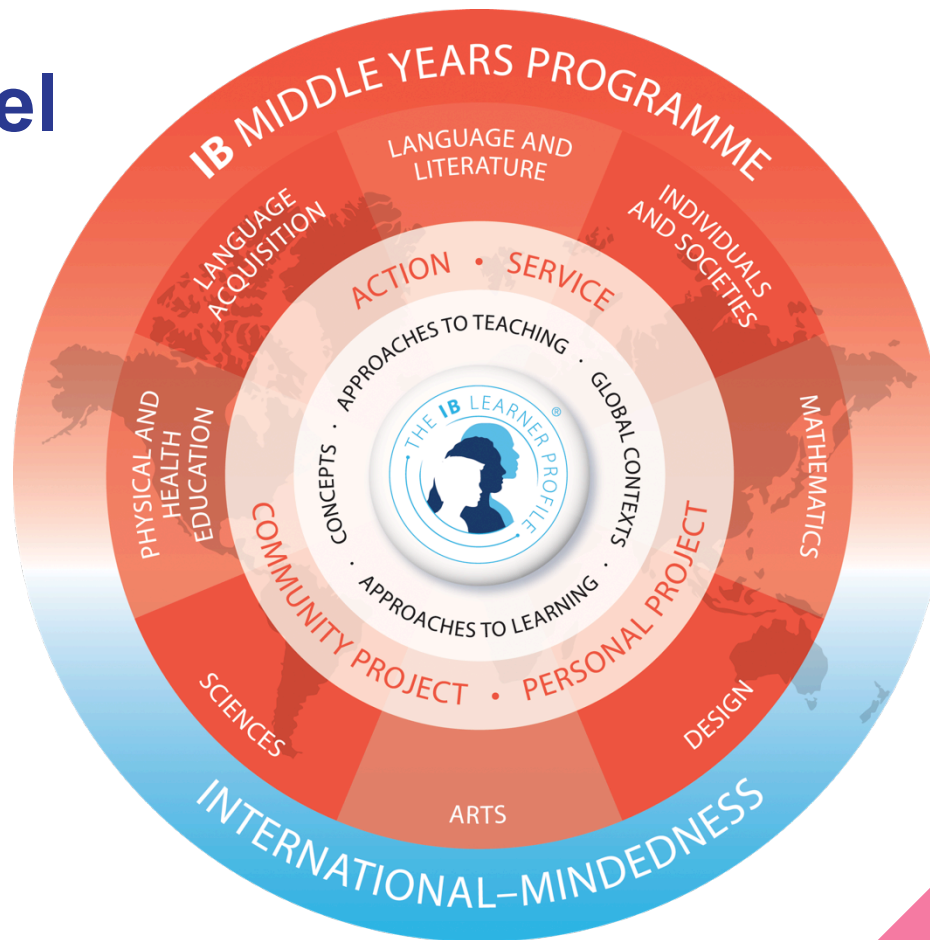 el
IB MIDDLE YEARS PROGRAMME
LANGUAGE AND
LITERATURE
INDIVIDUALS
AND SOCIETIES
MATHEMATICS
DESIGN
ARTS
SCIENCES
PHYSICAL AND
HEALTH
EDUCATION
LANGUAGE
ACQUISITION
ACTION • SERVICE
PERSONAL PROJECT •
COMMUNITY PROJECT
APPROACHES TO TEACHING •
GLOBAL CONTEXTS •
APPROACHES TO LEARNING •
CONCEPTS •
• THE IB LEARNER PROFILE • ®
INTERNATIONAL–MINDEDNESS